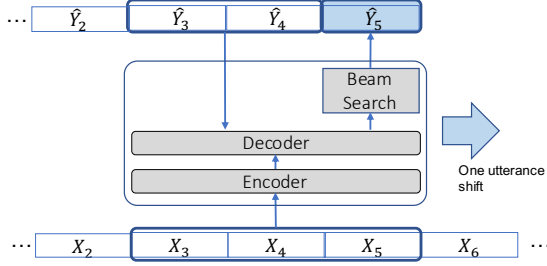 ... Ŷ₂ Ŷ₃ Ŷ₄ Ŷ₅
Beam
Search
Decoder
Encoder
One utterance
shift
... X₂ X₃ X₄ X₅ X₆ ...